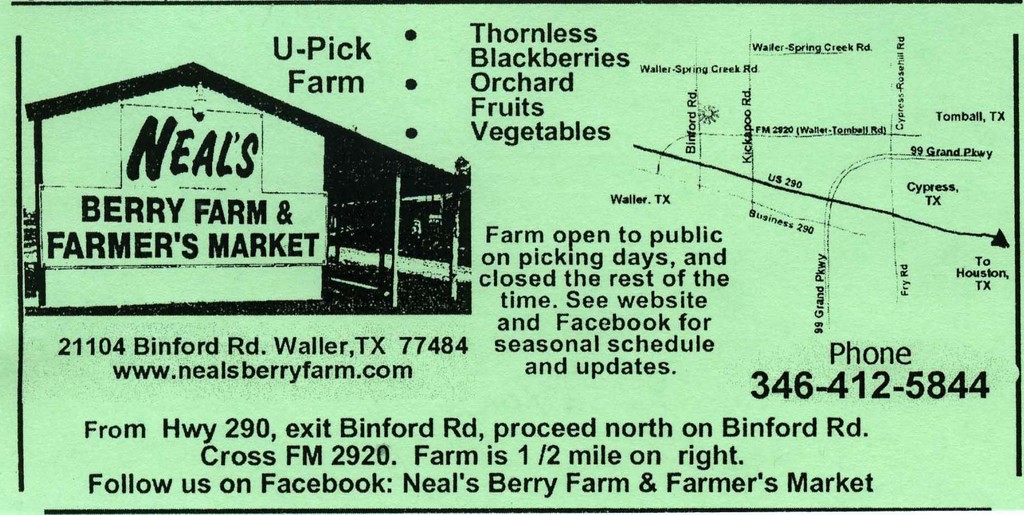 U-Pick
Farm
• Thornless
Blackberries
• Orchard
Fruits
• Vegetables
NEAL'S
BERRY FARM &
FARMER'S MARKET
21104 Binford Rd. Waller,TX 77484
www.nealsberryfarm.com
Farm open to public
on picking days, and
closed the rest of the
time. See website
and Facebook for
seasonal schedule
and updates.
Waller-Spring Creek Rd.
Waller-Spring Creek Rd.
Binford Rd.
Kickapoo Rd.
Cypress-Rosehill Rd
FM 2920 (Waller-Tomball Rd)
Tomball, TX
99 Grand Pkwy
US 290
Waller. TX
Cypress,
TX
Business 290
To
Houston,
TX
99 Grand Pkwy
Fry Rd
Phone
346-412-5844
From Hwy 290, exit Binford Rd, proceed north on Binford Rd.
Cross FM 2920. Farm is 1 /2 mile on right.
Follow us on Facebook: Neal's Berry Farm & Farmer's Market